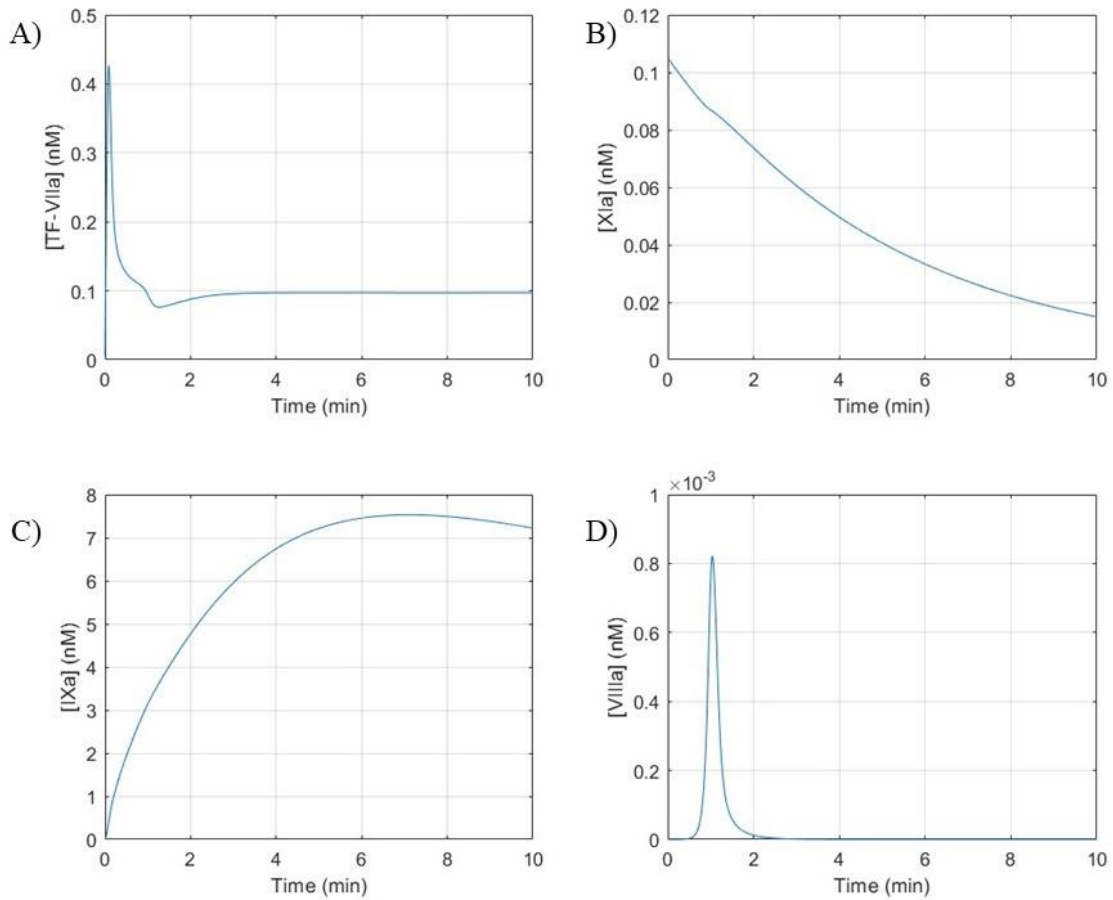 A)
[TF-VIIa] (nM)
0.5
0.4
0.3
0.2
0.1
0
0 2 4 6 8 10
Time (min)
B)
[XIa] (nM)
0.12
0.1
0.08
0.06
0.04
0.02
0
0 2 4 6 8 10
Time (min)
C)
[IXa] (nM)
8
7
6
5
4
3
2
1
0
0 2 4 6 8 10
Time (min)
D)
[VIIIa] (nM)
×10⁻³
1
0.8
0.6
0.4
0.2
0
0 2 4 6 8 10
Time (min)